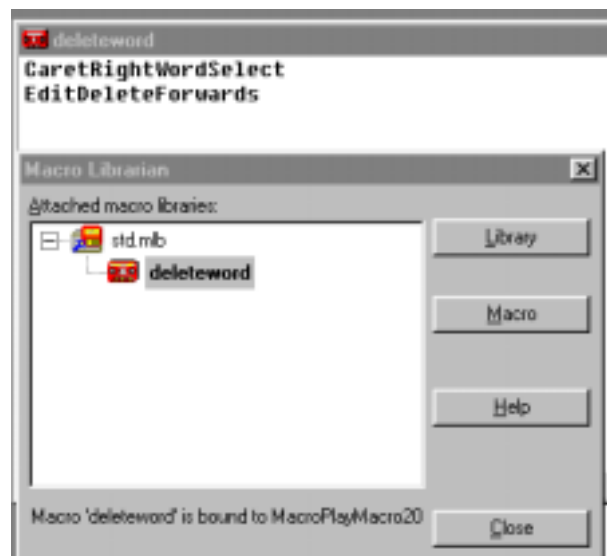 deleteword
CaretRightWordSelect
EditDeleteForwards
Macro Librarian
Attached macro libraries:
std.mlb
deleteword
Library
Macro
Help
Macro 'deleteword' is bound to MacroPlayMacro20
Close